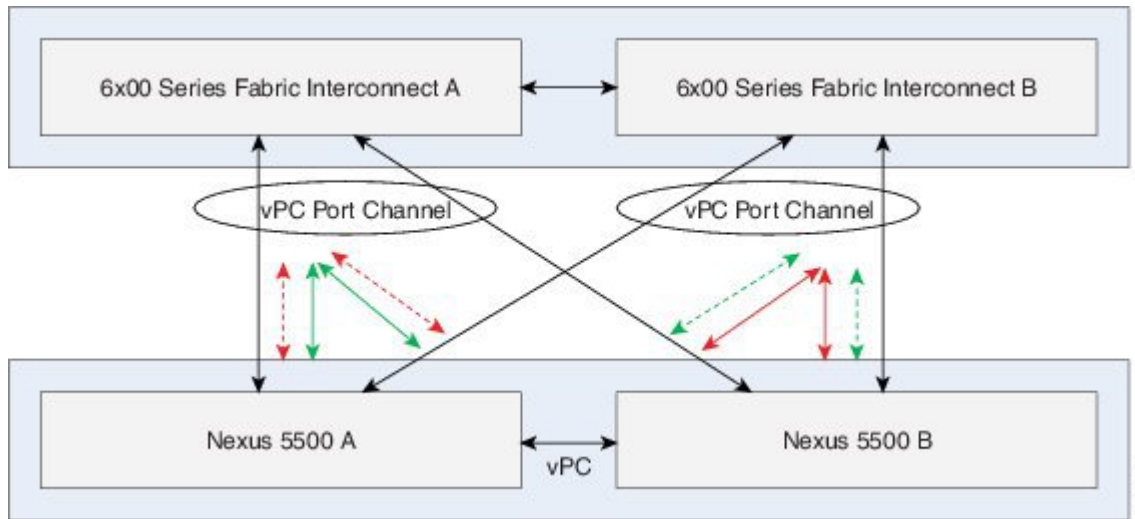 6x00 Series Fabric Interconnect A
6x00 Series Fabric Interconnect B
vPC Port Channel
vPC Port Channel
Nexus 5500 A
Nexus 5500 B
vPC